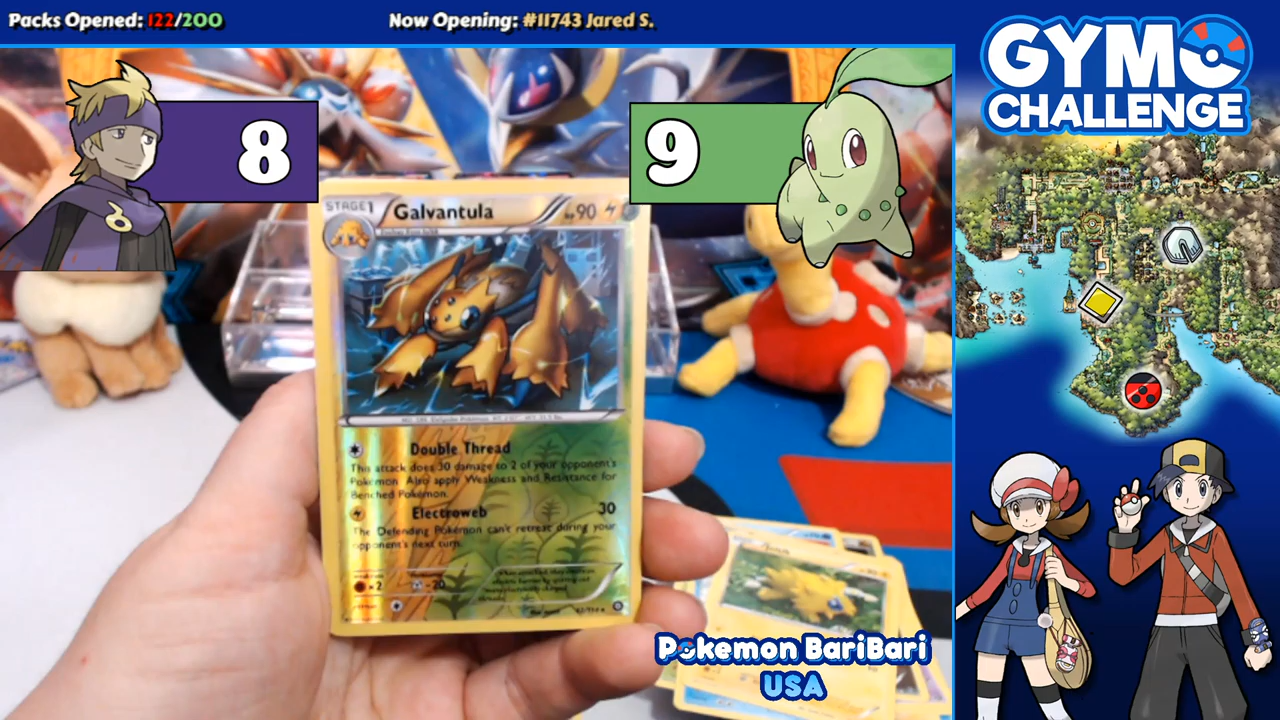 Packs Opened: 122/200
Now Opening: #11743 Jared S.
GYM
CHALLENGE
8
9
STAGE 1
Galvantula
HP 90
Double Thread
This attack does 30 damage to 2 of your opponent's
Pokémon. Also apply Weakness and Resistance for
Benched Pokémon.
Electroweb 30
The Defending Pokémon can't retreat during your
opponent's next turn.
×2
-20
Pokemon BariBari
USA